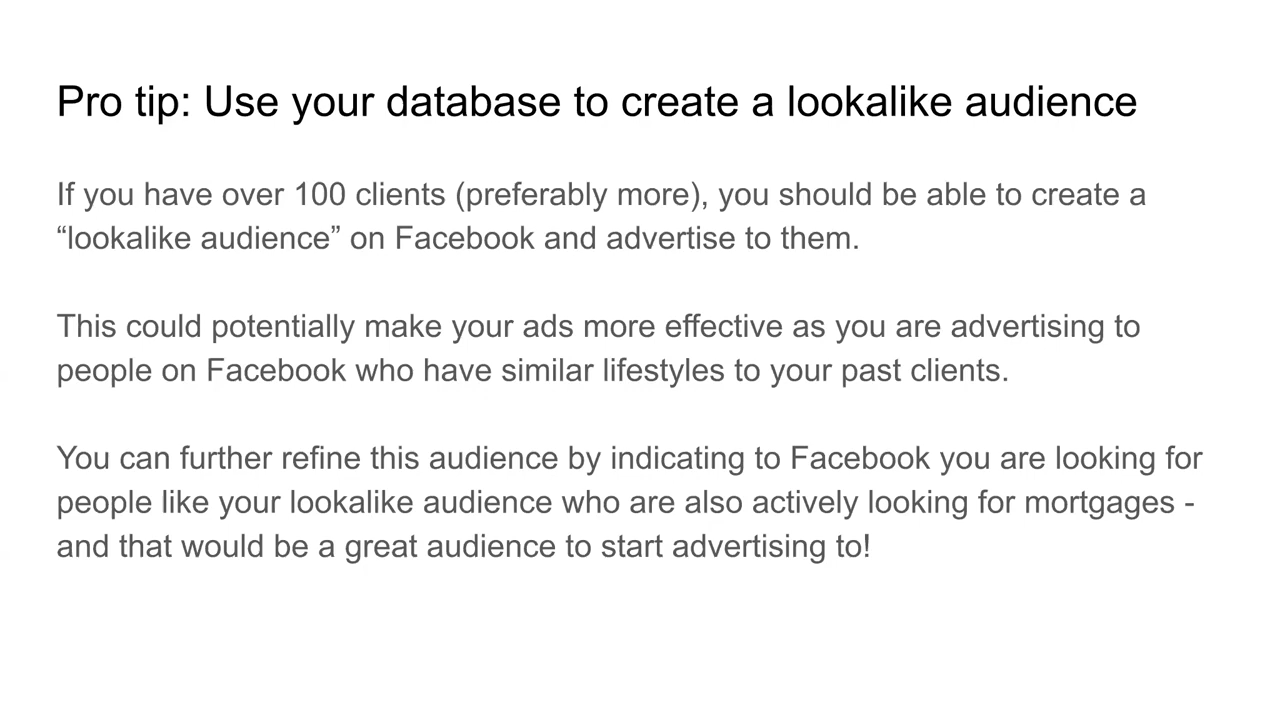 Pro tip: Use your database to create a lookalike audience
If you have over 100 clients (preferably more), you should be able to create a
“lookalike audience” on Facebook and advertise to them.
This could potentially make your ads more effective as you are advertising to
people on Facebook who have similar lifestyles to your past clients.
You can further refine this audience by indicating to Facebook you are looking for
people like your lookalike audience who are also actively looking for mortgages -
and that would be a great audience to start advertising to!